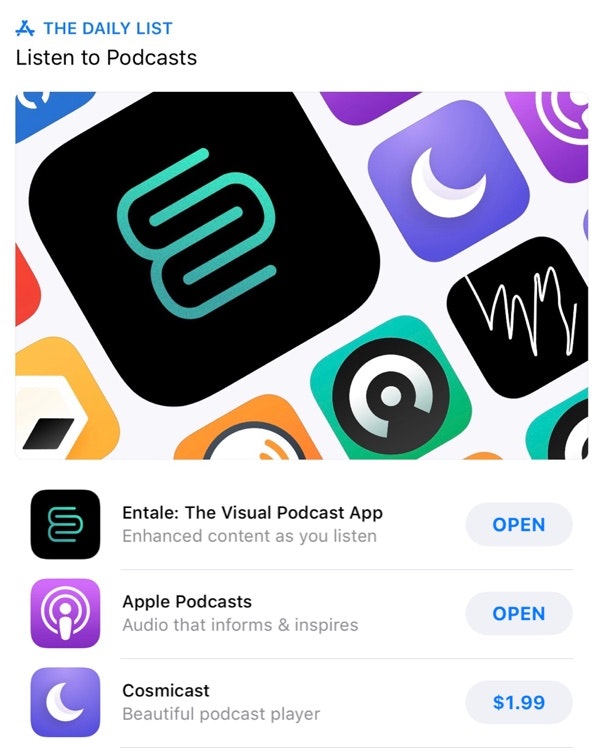 THE DAILY LIST
Listen to Podcasts
Entale: The Visual Podcast App
Enhanced content as you listen
OPEN
Apple Podcasts
Audio that informs & inspires
OPEN
Cosmicast
Beautiful podcast player
$1.99